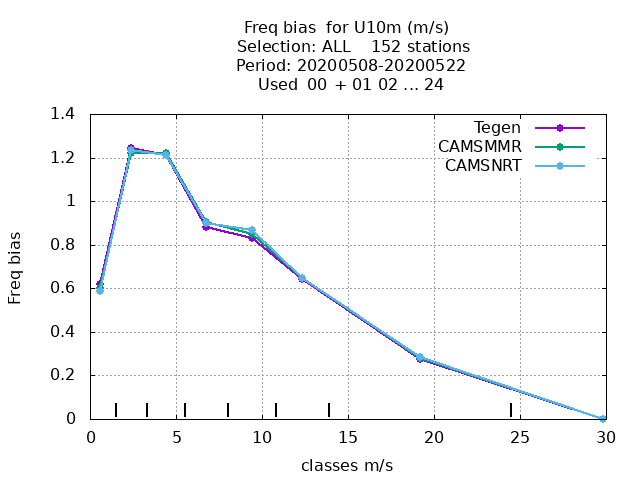 Freq bias  for U10m (m/s)
Selection: ALL    152 stations
Period: 20200508-20200522
Used  00  + 01 02 ... 24
Tegen
CAMSMMR
CAMSNRT
1.4
1.2
1
0.8
0.6
0.4
0.2
0
Freq bias
0 5 10 15 20 25 30
classes m/s